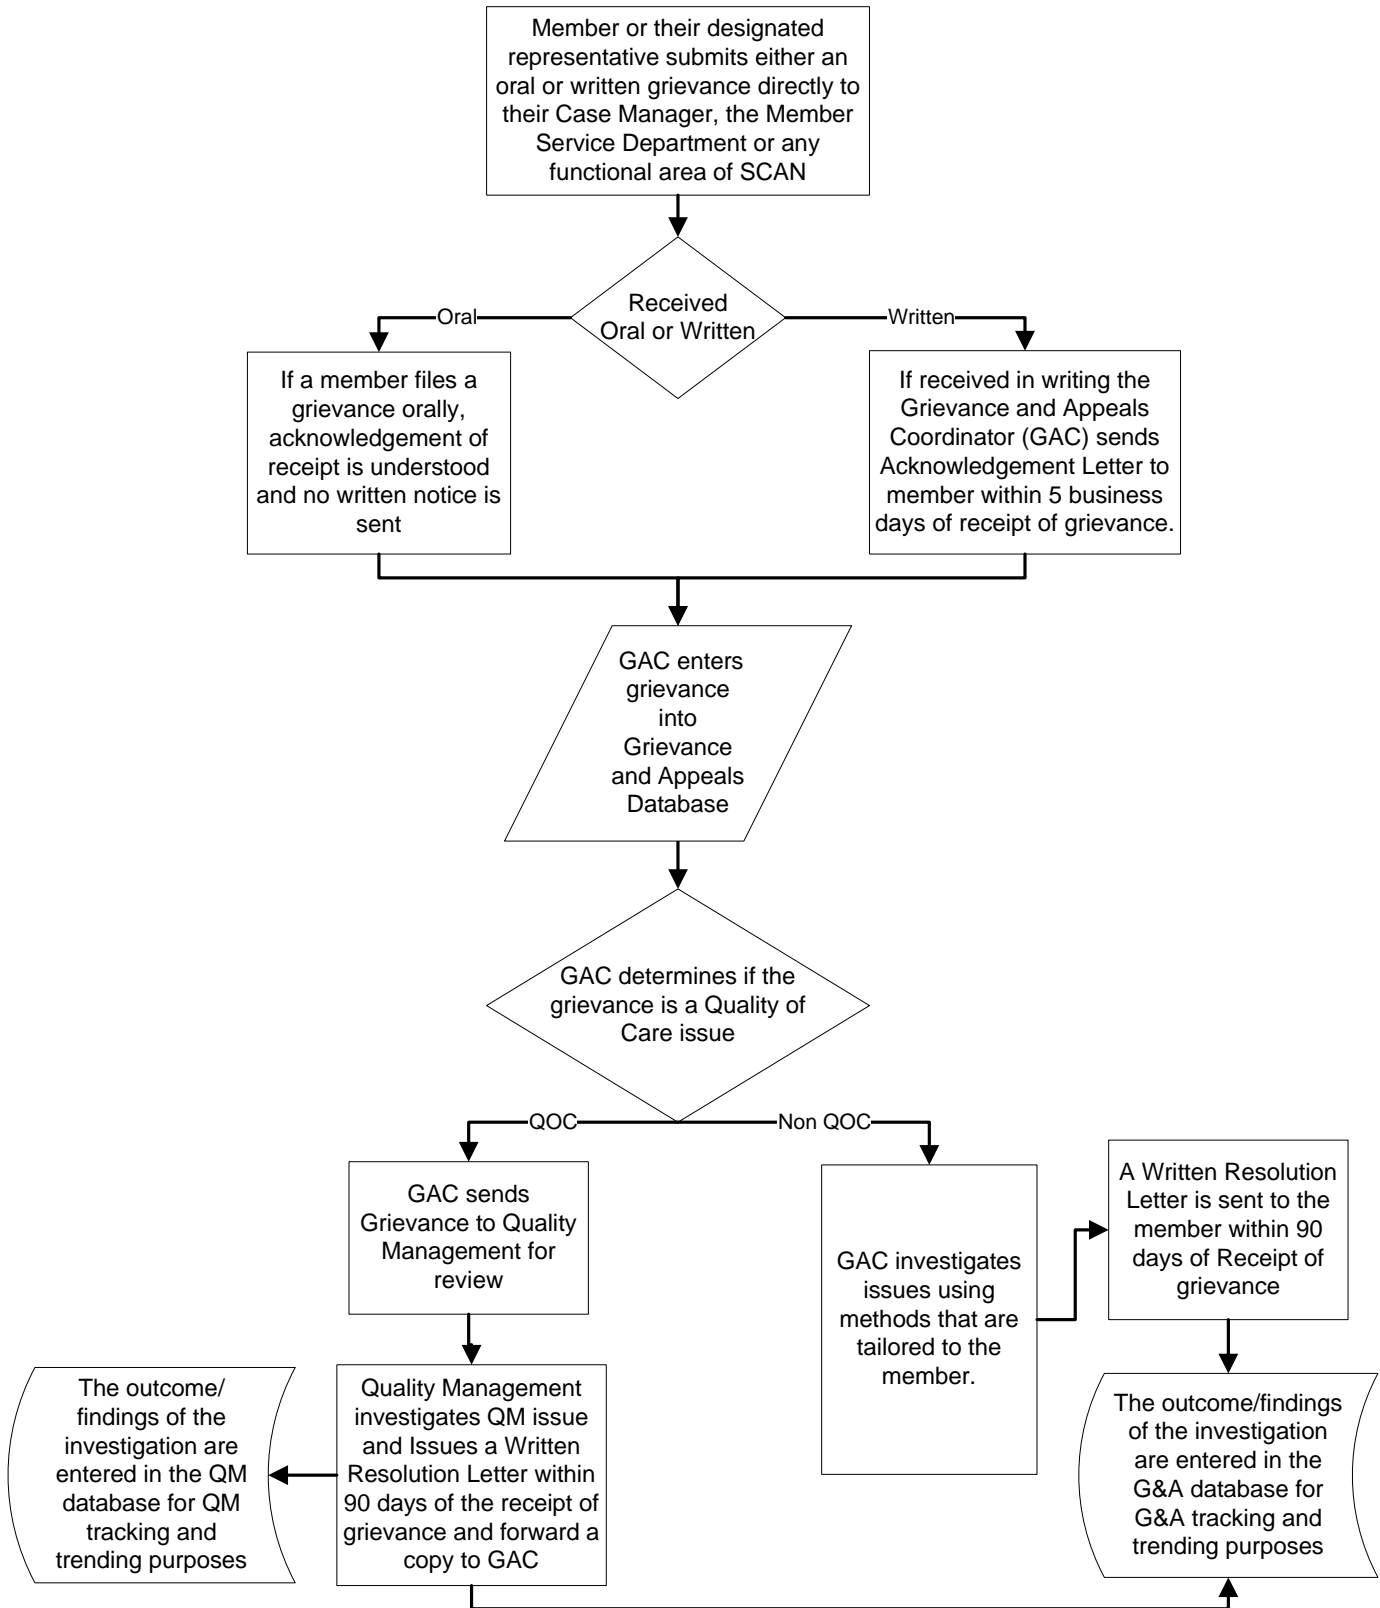 Member or their designated
representative submits either an
oral or written grievance directly to
their Case Manager, the Member
Service Department or any
functional area of SCAN
Received
Oral or Written
Oral
Written
If a member files a
grievance orally,
acknowledgement of
receipt is understood
and no written notice is
sent
If received in writing the
Grievance and Appeals
Coordinator (GAC) sends
Acknowledgement Letter to
member within 5 business
days of receipt of grievance.
GAC enters
grievance
into
Grievance
and Appeals
Database
GAC determines if the
grievance is a Quality of
Care issue
QOC
Non QOC
GAC sends
Grievance to Quality
Management for
review
GAC investigates
issues using
methods that are
tailored to the
member.
A Written Resolution
Letter is sent to the
member within 90
days of Receipt of
grievance
The outcome/
findings of the
investigation are
entered in the QM
database for QM
tracking and
trending purposes
Quality Management
investigates QM issue
and Issues a Written
Resolution Letter within
90 days of the receipt of
grievance and forward a
copy to GAC
The outcome/findings
of the investigation
are entered in the
G&A database for
G&A tracking and
trending purposes